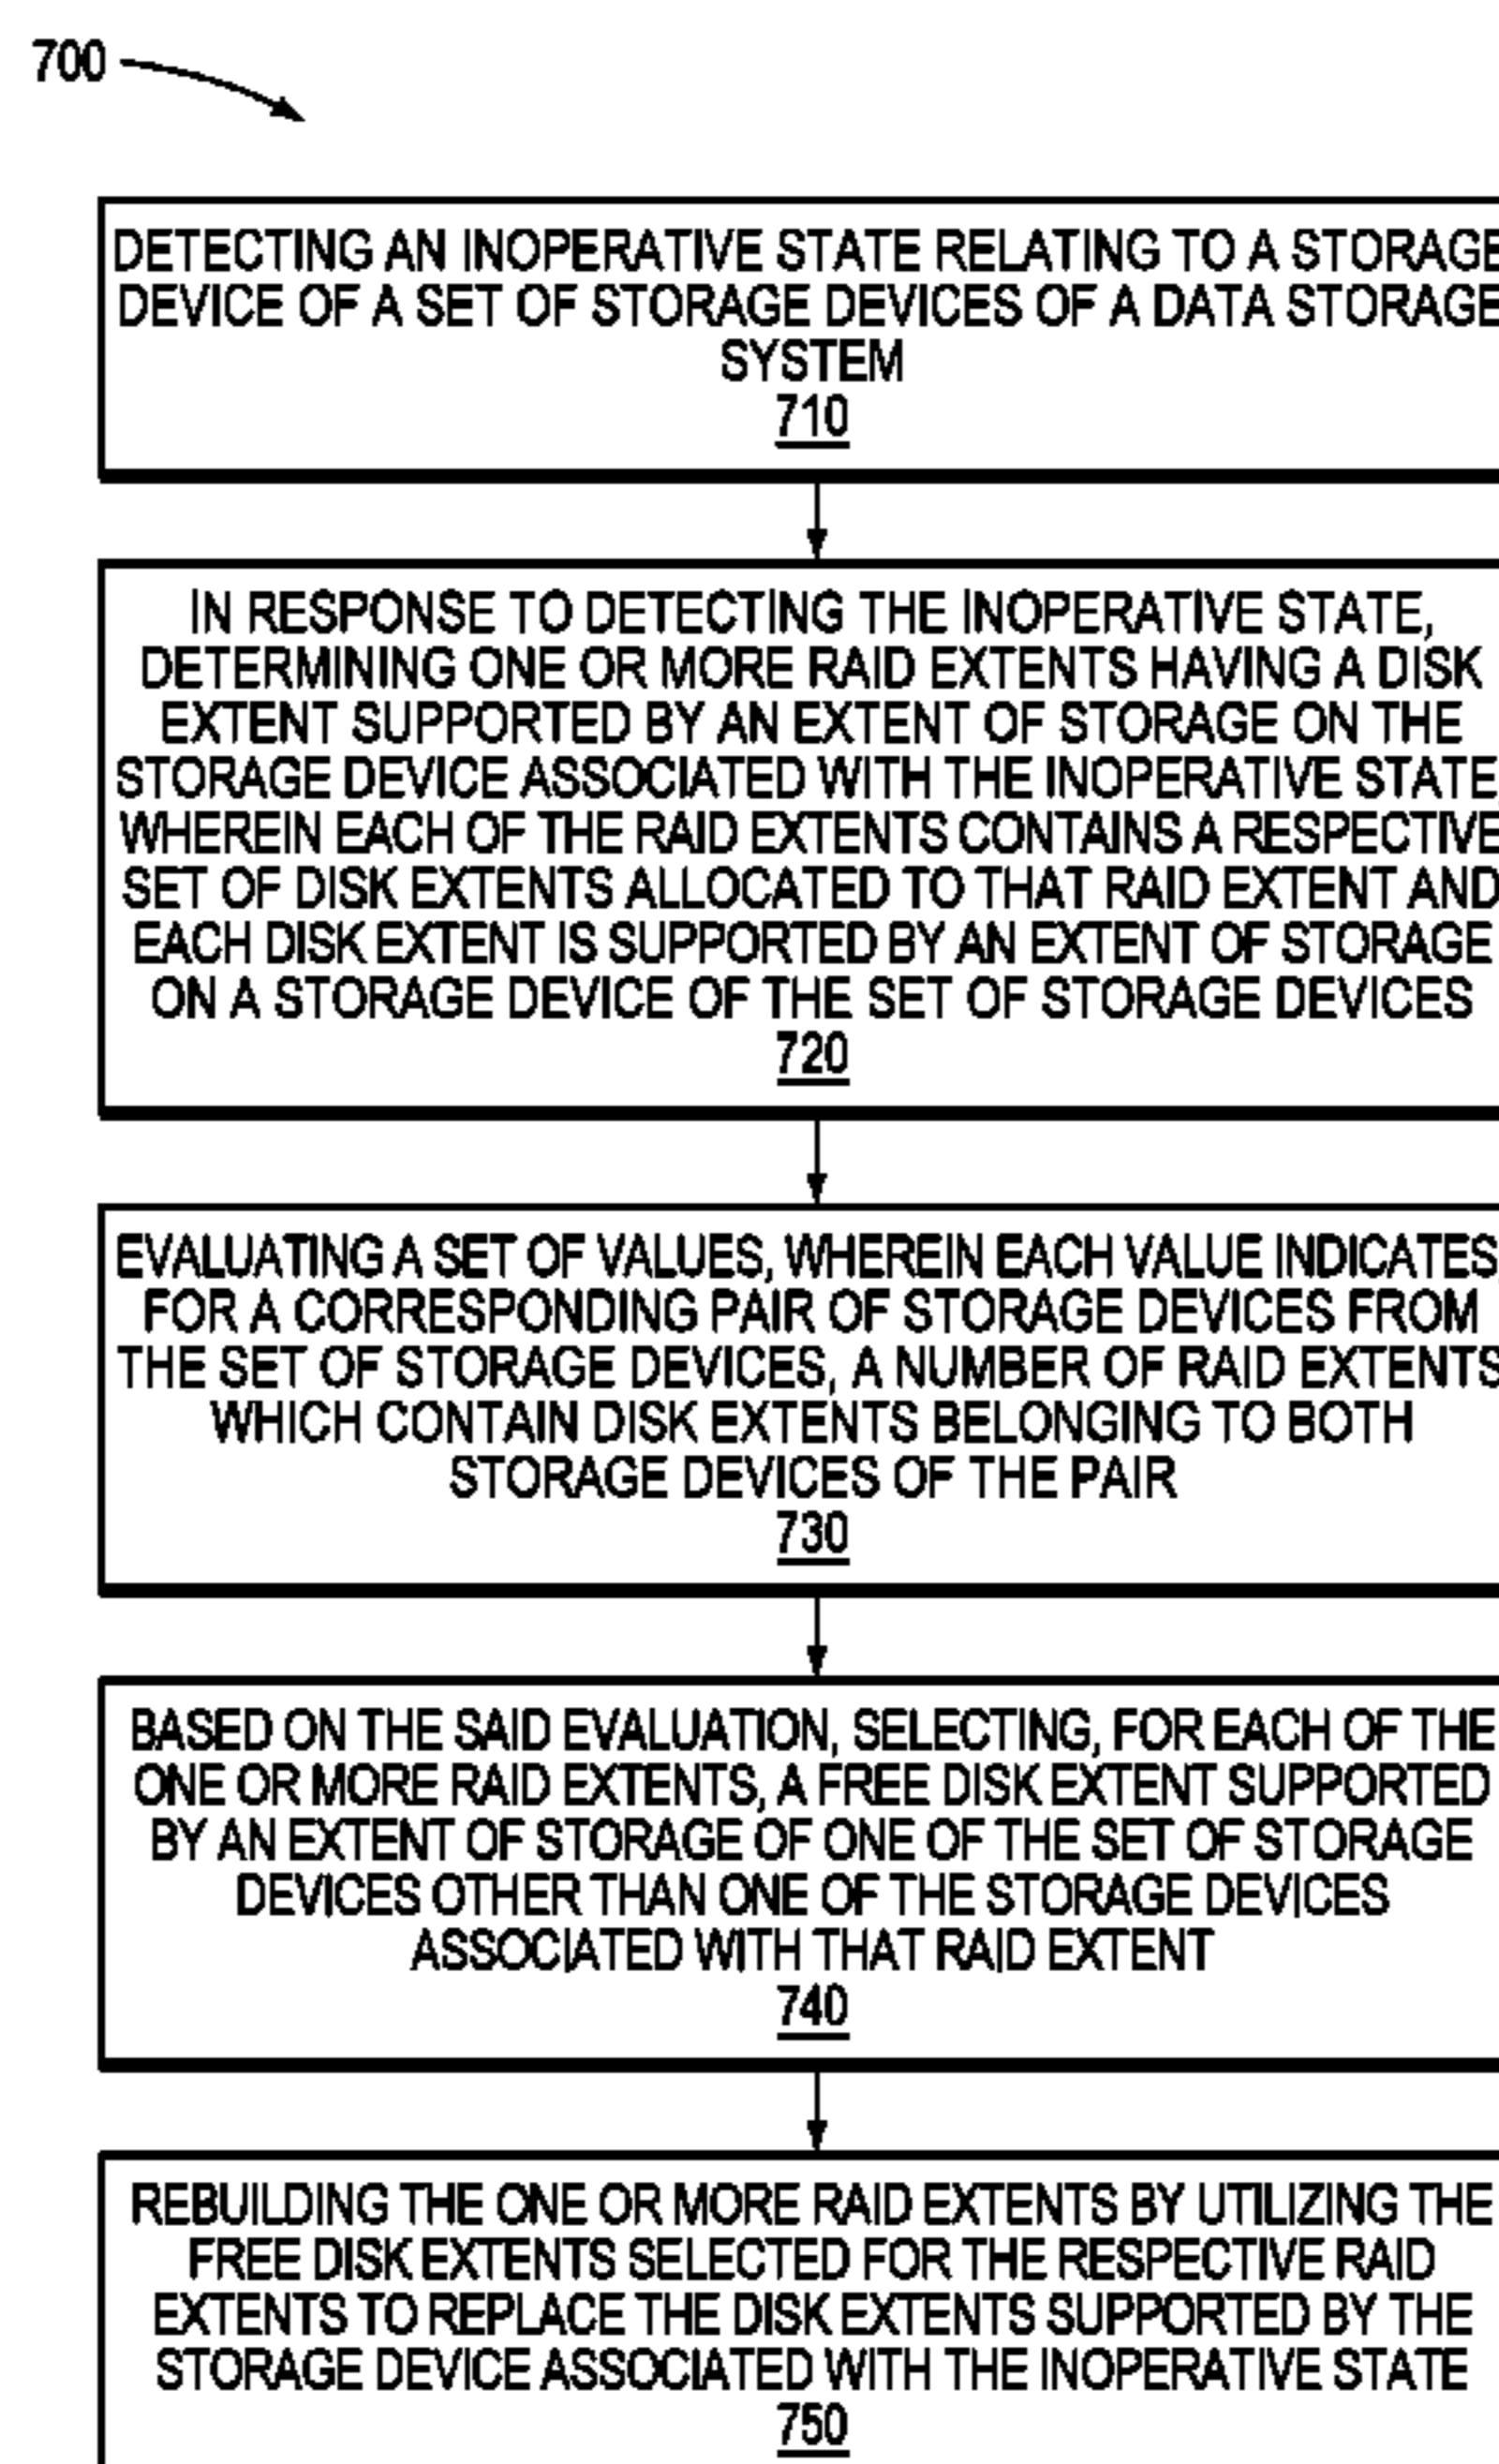 700
DETECTING AN INOPERATIVE STATE RELATING TO A STORAGE
DEVICE OF A SET OF STORAGE DEVICES OF A DATA STORAGE
SYSTEM
710
IN RESPONSE TO DETECTING THE INOPERATIVE STATE,
DETERMINING ONE OR MORE RAID EXTENTS HAVING A DISK
EXTENT SUPPORTED BY AN EXTENT OF STORAGE ON THE
STORAGE DEVICE ASSOCIATED WITH THE INOPERATIVE STATE
WHEREIN EACH OF THE RAID EXTENTS CONTAINS A RESPECTIVE
SET OF DISK EXTENTS ALLOCATED TO THAT RAID EXTENT AND
EACH DISK EXTENT IS SUPPORTED BY AN EXTENT OF STORAGE
ON A STORAGE DEVICE OF THE SET OF STORAGE DEVICES
720
EVALUATING A SET OF VALUES, WHEREIN EACH VALUE INDICATES,
FOR A CORRESPONDING PAIR OF STORAGE DEVICES FROM
THE SET OF STORAGE DEVICES, A NUMBER OF RAID EXTENTS
WHICH CONTAIN DISK EXTENTS BELONGING TO BOTH
STORAGE DEVICES OF THE PAIR
730
BASED ON THE SAID EVALUATION, SELECTING, FOR EACH OF THE
ONE OR MORE RAID EXTENTS, A FREE DISK EXTENT SUPPORTED
BY AN EXTENT OF STORAGE OF ONE OF THE SET OF STORAGE
DEVICES OTHER THAN ONE OF THE STORAGE DEVICES
ASSOCIATED WITH THAT RAID EXTENT
740
REBUILDING THE ONE OR MORE RAID EXTENTS BY UTILIZING THE
FREE DISK EXTENTS SELECTED FOR THE RESPECTIVE RAID
EXTENTS TO REPLACE THE DISK EXTENTS SUPPORTED BY THE
STORAGE DEVICE ASSOCIATED WITH THE INOPERATIVE STATE
750